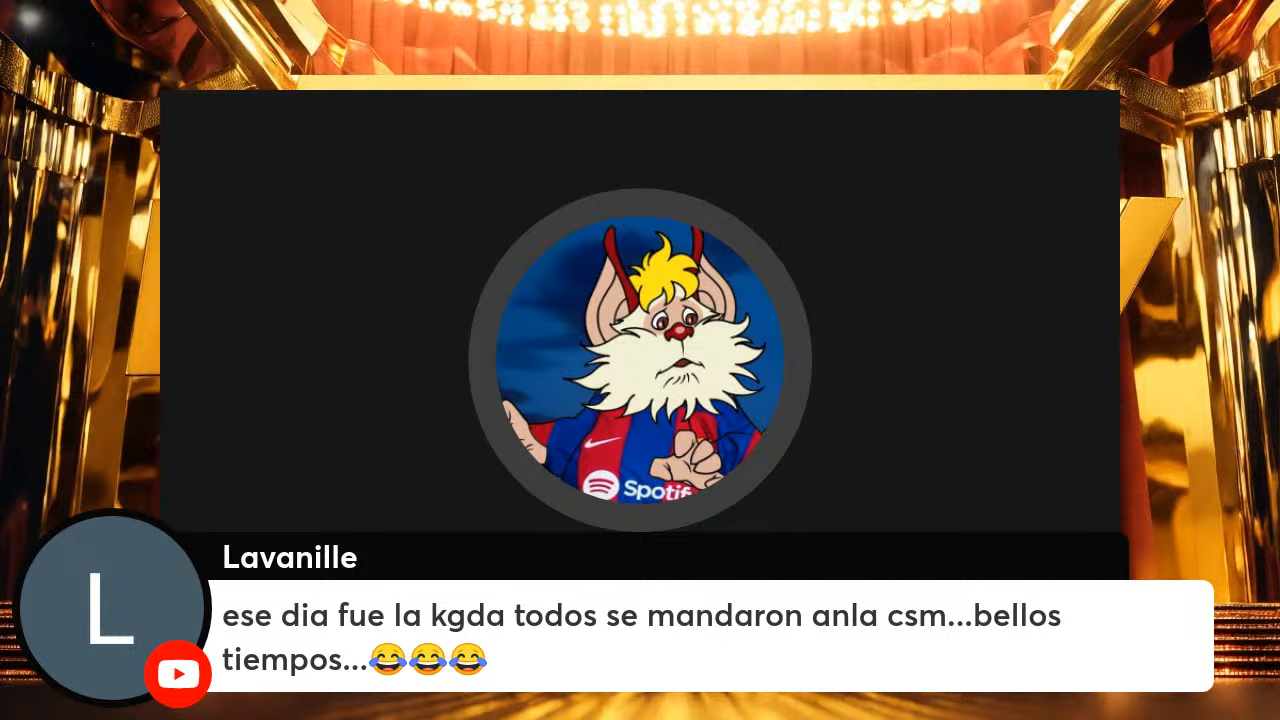 Spotif
L
Lavanille
ese dia fue la kgda todos se mandaron anla csm...bellos
tiempos...😂😂😂